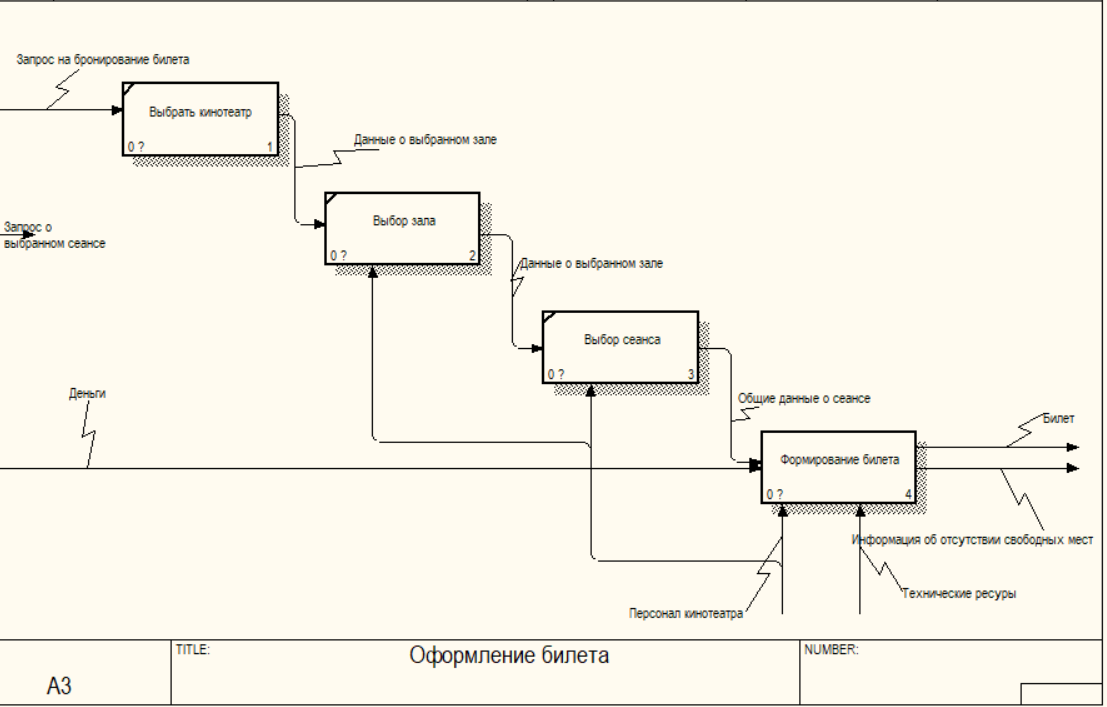 Запрос на бронирование билета
Выбрать кинотеатр
0 ?
1
Данные о выбранном зале
Выбор зала
0 ?
2
Запрос о
выбранном сеансе
Данные о выбранном зале
Выбор сеанса
0 ?
3
Деньги
Общие данные о сеансе
Билет
Формирование билета
0 ?
4
Информация об отсутствии свободных мест
Технические ресуры
Персонал кинотеатра
TITLE:
Оформление билета
NUMBER:
A3